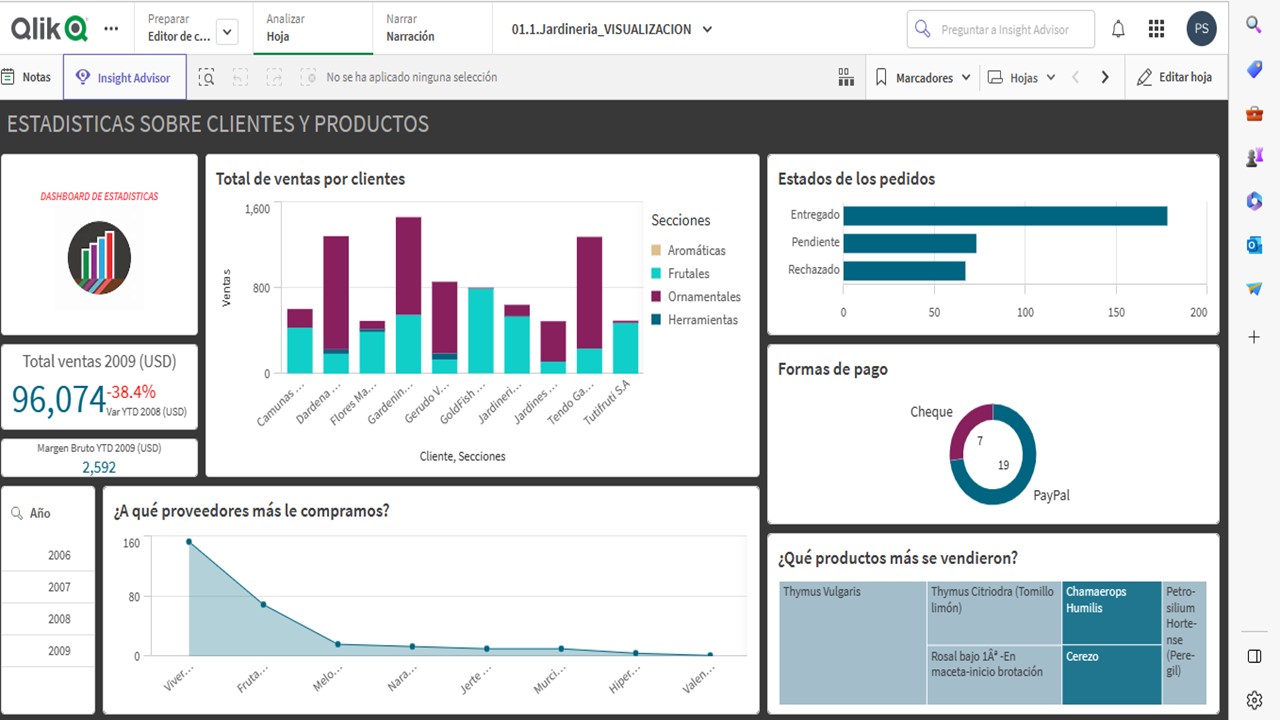 Qlik
Preparar
Editor de c...
Analizar
Hoja
Narrar
Narración
01.1.Jardineria_VISUALIZACION
Preguntar a Insight Advisor
PS
Notas
Insight Advisor
No se ha aplicado ninguna selección
Marcadores
Hojas
Editar hoja
ESTADISTICAS SOBRE CLIENTES Y PRODUCTOS
DASHBOARD DE ESTADISTICAS
Total ventas 2009 (USD)
96,074
-38.4%
Var YTD 2008 (USD)
Margen Bruto YTD 2009 (USD)
2,592
Año
2006
2007
2008
2009
Total de ventas por clientes
1,600
800
0
Ventas
Camunas ...
Dardena ...
Flores Ma...
Gardenin...
Gerudo V...
GoldFish ...
Jardineri...
Jardines ...
Tendo Ga...
Tutifruti S.A
Cliente, Secciones
Secciones
Aromáticas
Frutales
Ornamentales
Herramientas
¿A qué proveedores más le compramos?
160
80
0
Viver...
Fruta...
Melo...
Nara...
Jerte ...
Murci...
Hiper...
Valen...
Estados de los pedidos
Entregado
Pendiente
Rechazado
0
50
100
150
200
Formas de pago
Cheque
7
19
PayPal
¿Qué productos más se vendieron?
Thymus Vulgaris
Thymus Citriodra (Tomillo
limón)
Rosal bajo 1Âª -En
maceta-inicio brotación
Chamaerops
Humilis
Cerezo
Petro-
silium
Horte-
nse
(Pere-
gil)